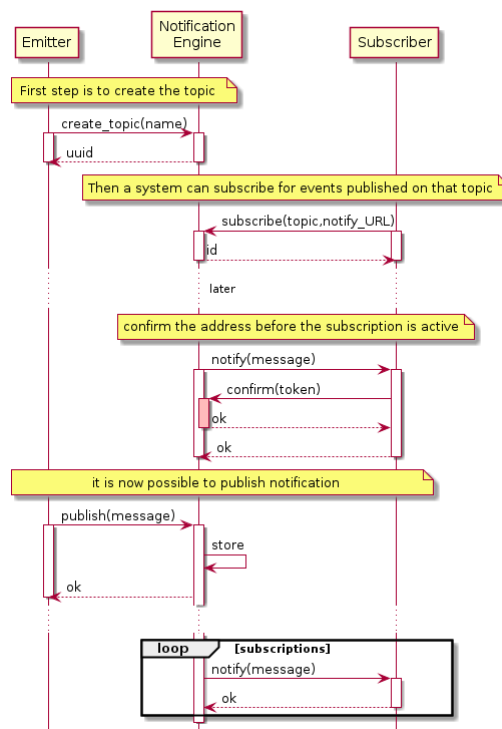 Emitter
Notification
Engine
Subscriber
First step is to create the topic
create_topic(name)
uuid
Then a system can subscribe for events published on that topic
subscribe(topic,notify_URL)
id
later
confirm the address before the subscription is active
notify(message)
confirm(token)
ok
ok
it is now possible to publish notification
publish(message)
store
ok
loop [subscriptions]
notify(message)
ok